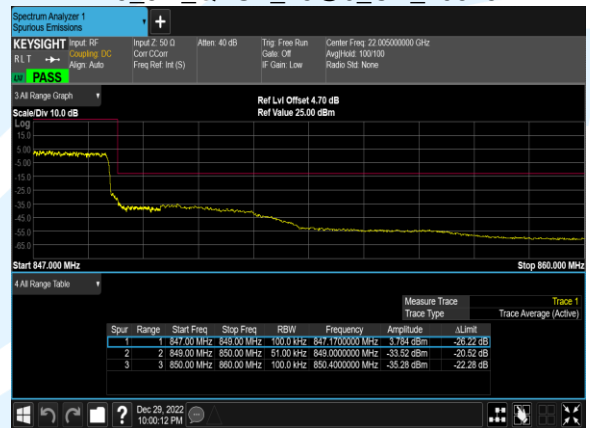 Spectrum Analyzer 1
Spurious Emissions
+
KEYSIGHT Input: RF Input Z: 50 Ω Atten: 40 dB Trig: Free Run Center Freq: 22.005000000 GHz
RLT Coupling: DC Corr CCorr Gate: Off Avg|Hold: 100/100
Align: Auto Freq Ref: Int (S) IF Gain: Low Radio Std: None
LXI PASS
3 All Range Graph
Ref Lvl Offset 4.70 dB
Scale/Div 10.0 dB Ref Value 25.00 dBm
Log
15.0
5.00
-5.00
-15.0
-25.0
-35.0
-45.0
-55.0
-65.0
Start 847.000 MHz Stop 860.000 MHz
4 All Range Table
Measure Trace Trace 1
Trace Type Trace Average (Active)
Spur Range Start Freq Stop Freq RBW Frequency Amplitude ΔLimit
1 1 847.00 MHz 849.00 MHz 100.0 kHz 847.1700000 MHz 3.784 dBm -26.22 dB
2 2 849.00 MHz 850.00 MHz 51.00 kHz 849.0000000 MHz -33.52 dBm -20.52 dB
3 3 850.00 MHz 860.00 MHz 100.0 kHz 850.4000000 MHz -35.28 dBm -22.28 dB
? Dec 29, 2022
10:00:12 PM